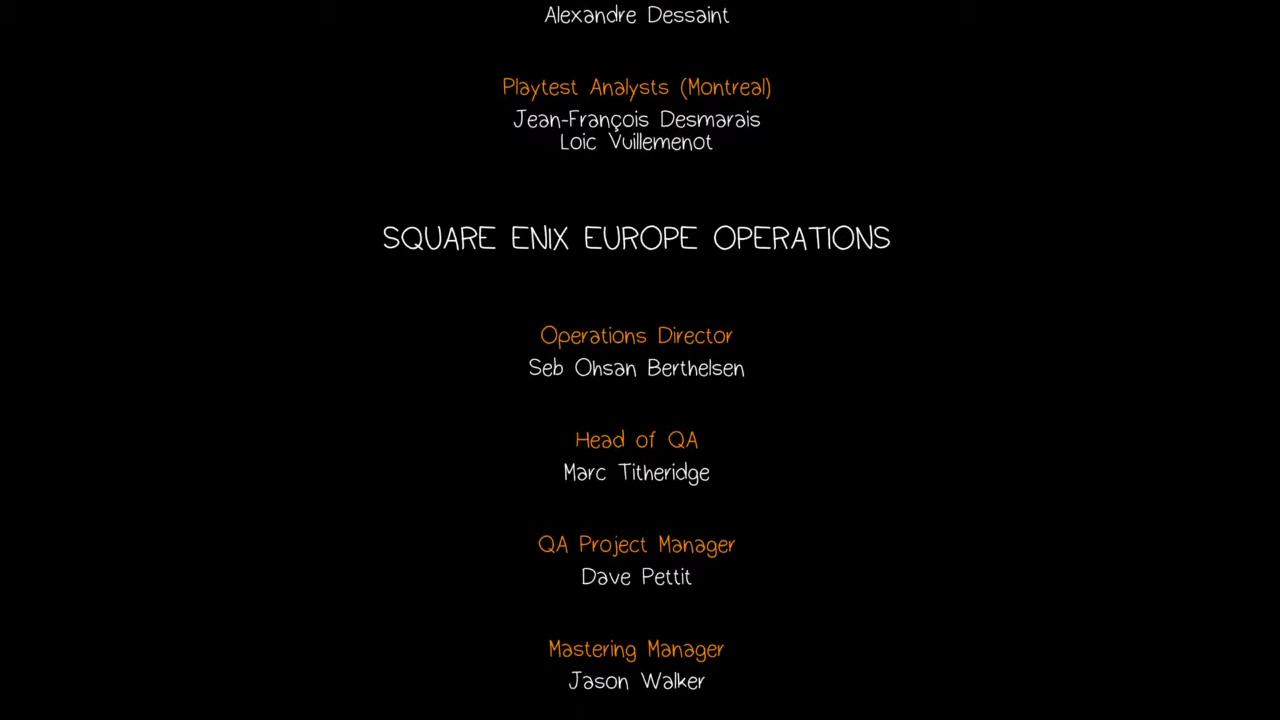 Alexandre Dessaint
Playtest Analysts (Montreal)
Jean-François Desmarais
Loic Vuillemenot
SQUARE ENIX EUROPE OPERATIONS
Operations Director
Seb Ohsan Berthelsen
Head of QA
Marc Titheridge
QA Project Manager
Dave Pettit
Mastering Manager
Jason Walker